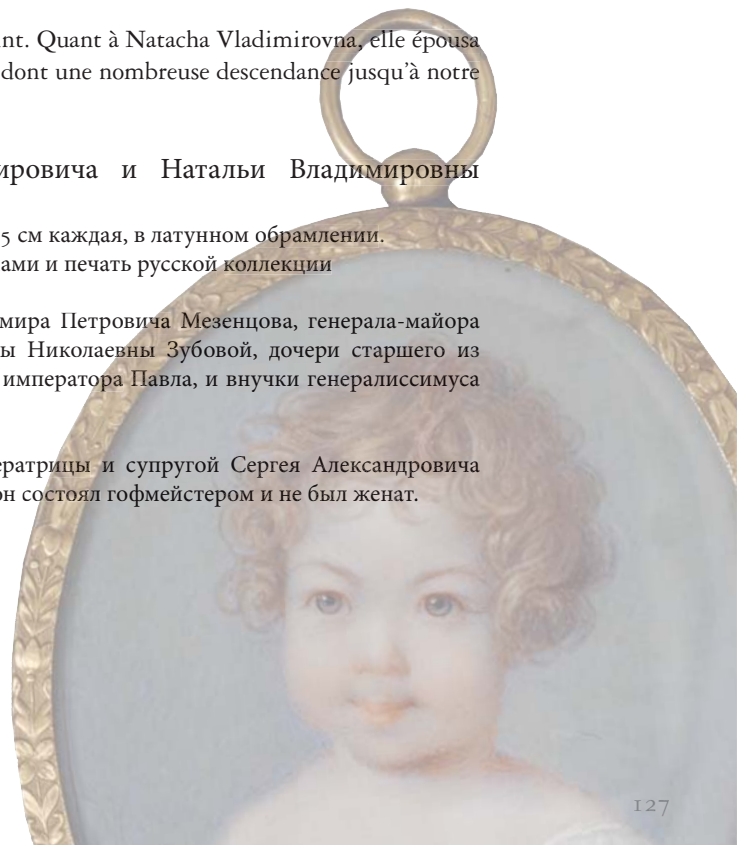 nt. Quant à Natacha Vladimirovna, elle épousa
dont une nombreuse descendance jusqu'à notre
ировича и Натальи Владимировны
5 см каждая, в латунном обрамлении.
ами и печать русской коллекции
мира Петровича Мезенцова, генерала-майора
ы Николаевны Зубовой, дочери старшего из
императора Павла, и внучки генералиссимуса
ератрицы и супругой Сергея Александровича
он состоял гофмейстером и не был женат.
127